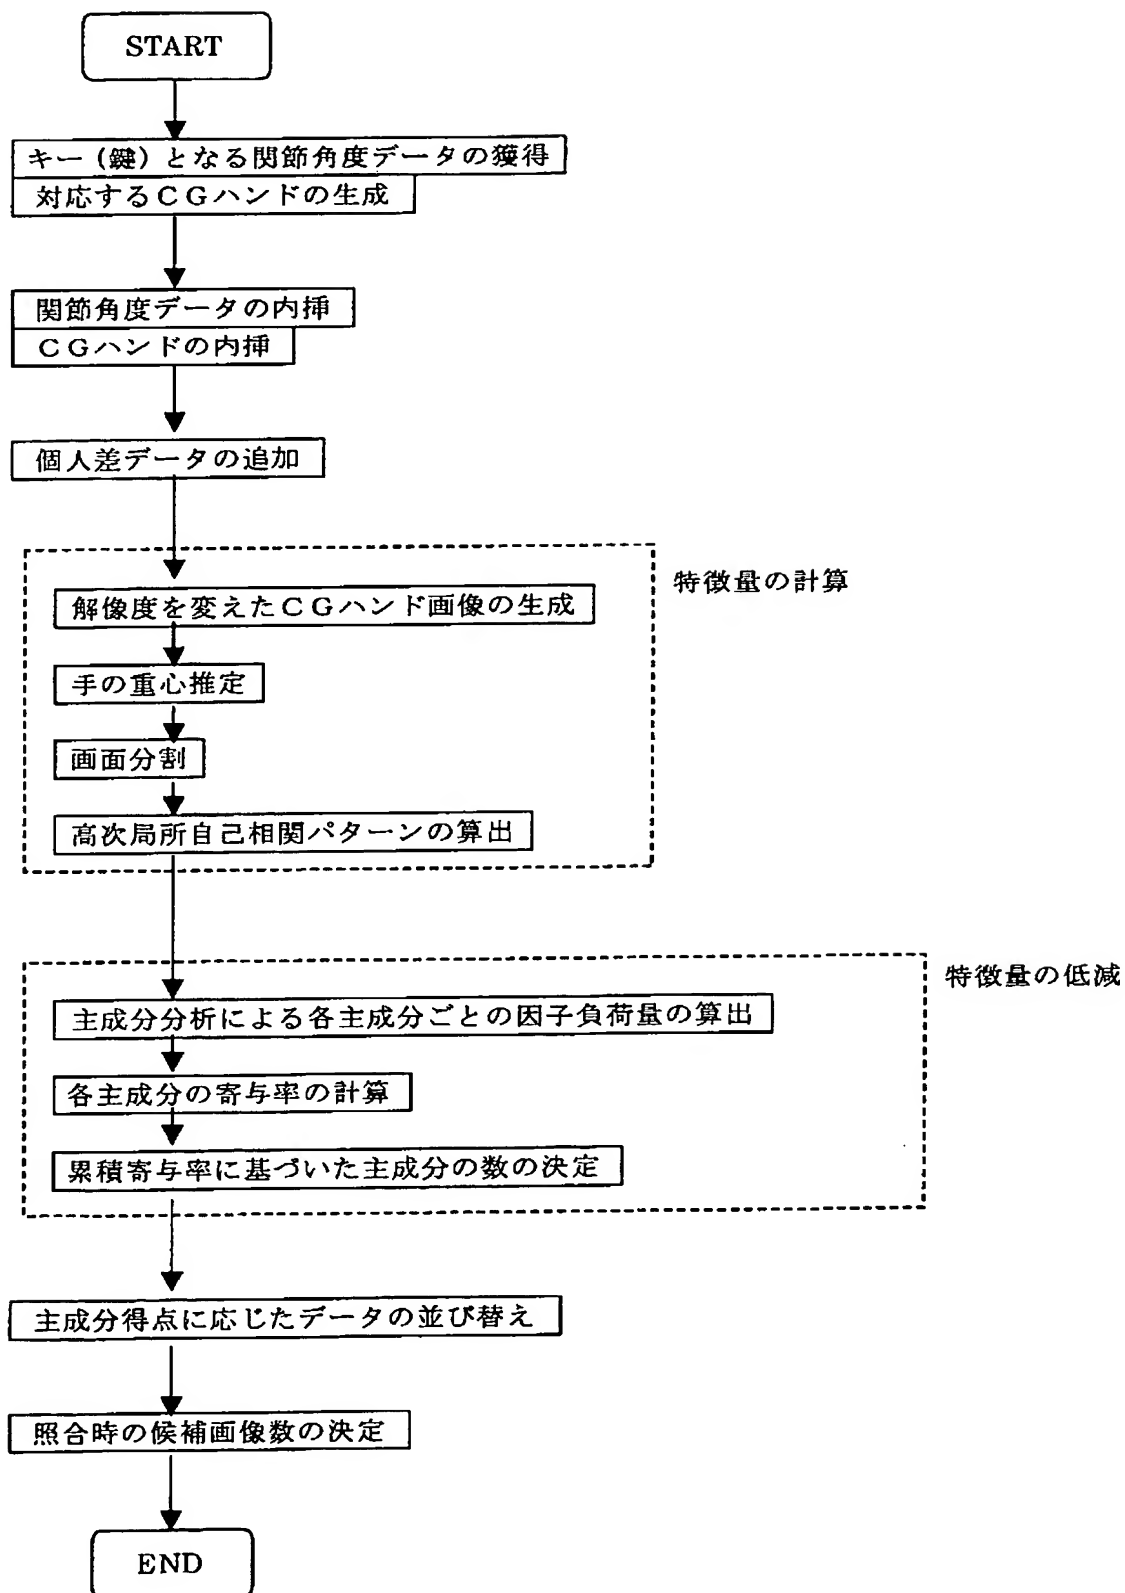 START
キー(鍵)となる関節角度データの獲得
対応するCGハンドの生成
関節角度データの内挿
CGハンドの内挿
個人差データの追加
特徴量の計算
解像度を変えたCGハンド画像の生成
手の重心推定
画面分割
高次局所自己相関パターンの算出
特徴量の低減
主成分分析による各主成分ごとの因子負荷量の算出
各主成分の寄与率の計算
累積寄与率に基づいた主成分の数の決定
主成分得点に応じたデータの並び替え
照合時の候補画像数の決定
END